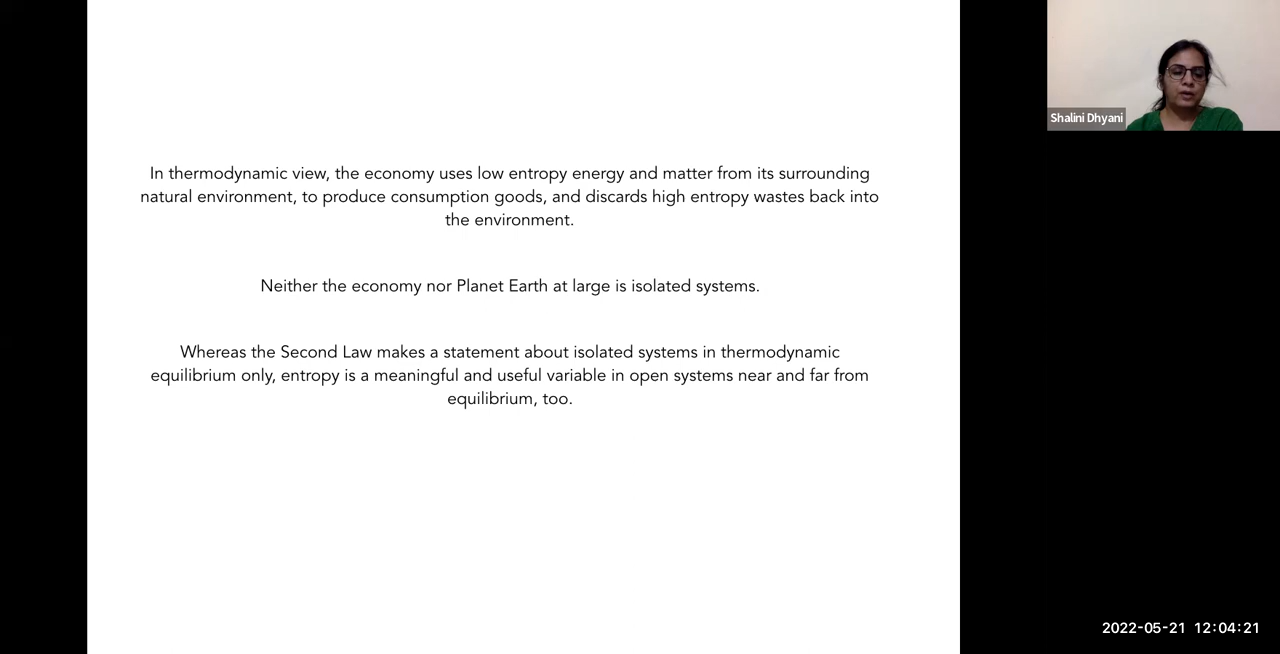 In thermodynamic view, the economy uses low entropy energy and matter from its surrounding
natural environment, to produce consumption goods, and discards high entropy wastes back into
the environment.
Neither the economy nor Planet Earth at large is isolated systems.
Whereas the Second Law makes a statement about isolated systems in thermodynamic
equilibrium only, entropy is a meaningful and useful variable in open systems near and far from
equilibrium, too.
Shalini Dhyani
2022-05-21 12:04:21